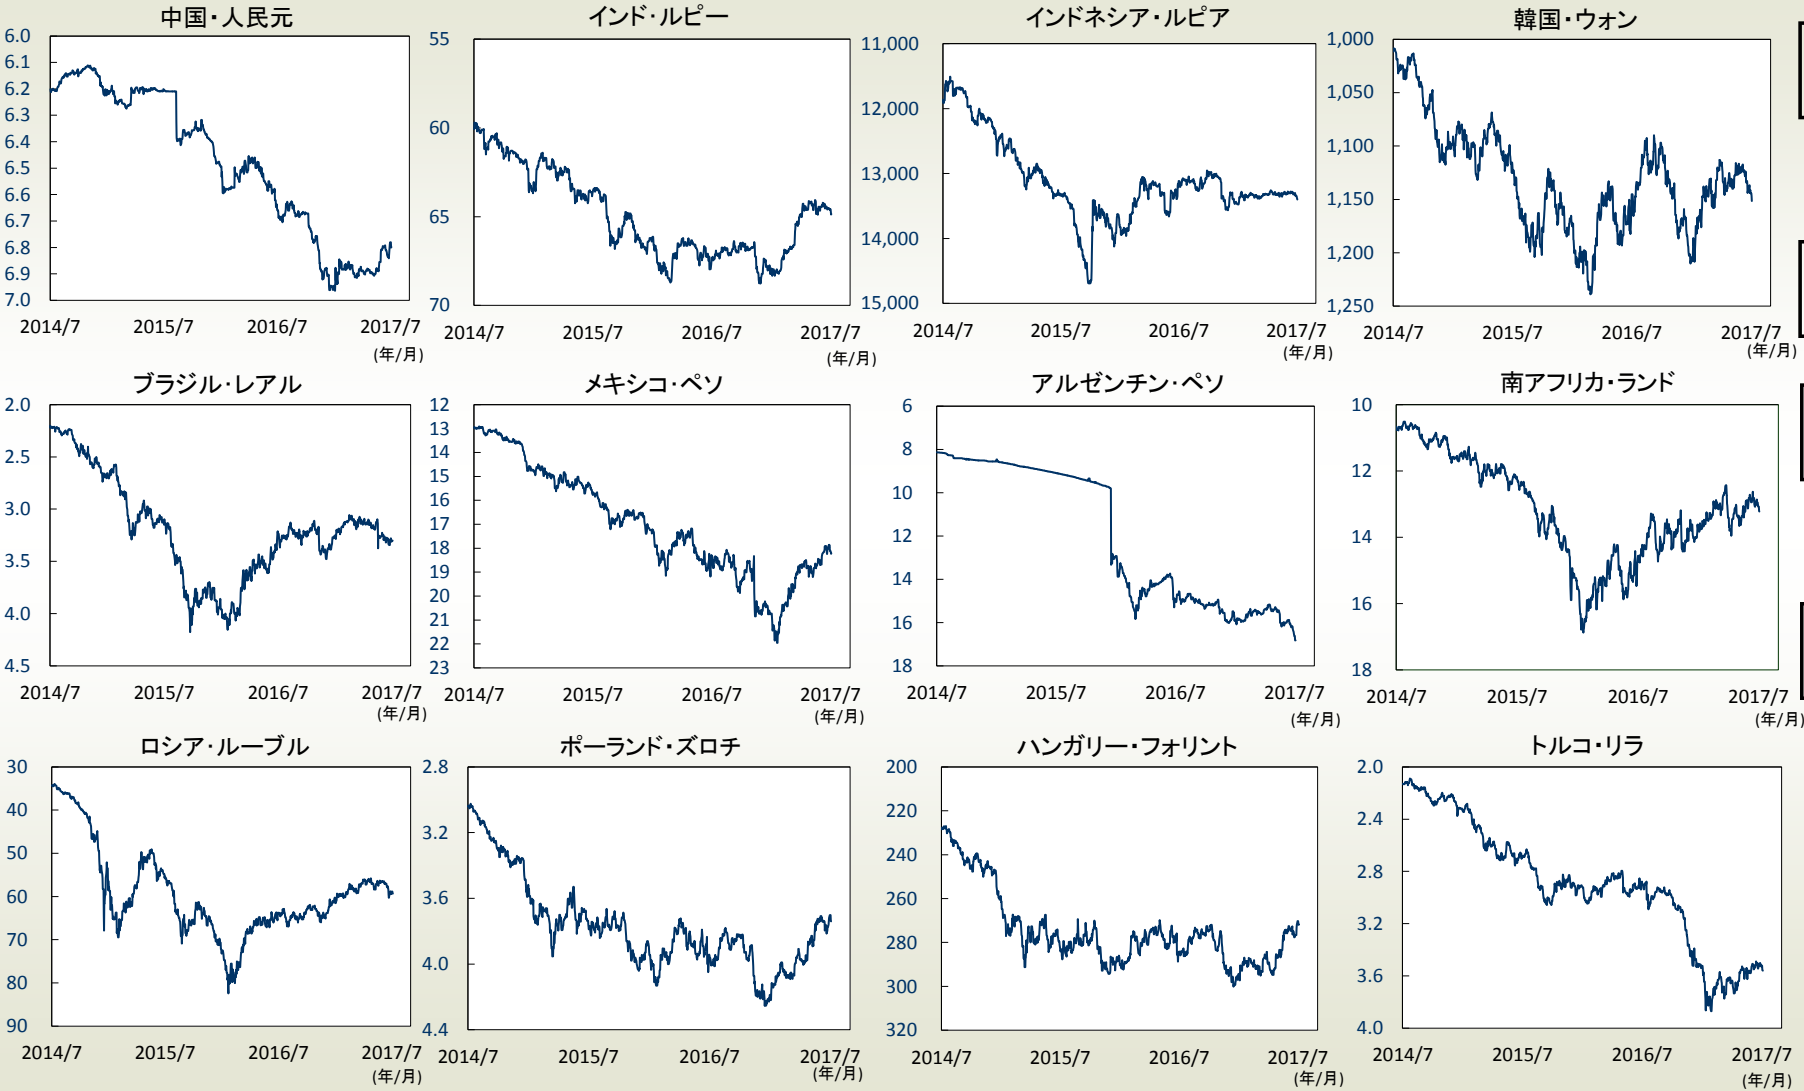 中国・人民元
6.0
6.1
6.2
6.3
6.4
6.5
6.6
6.7
6.8
6.9
7.0
2014/7 2015/7 2016/7 2017/7
(年/月)
インド・ルピー
55
60
65
70
2014/7 2015/7 2016/7 2017/7
(年/月)
インドネシア・ルピア
11,000
12,000
13,000
14,000
15,000
2014/7 2015/7 2016/7 2017/7
(年/月)
韓国・ウォン
1,000
1,050
1,100
1,150
1,200
1,250
2014/7 2015/7 2016/7 2017/7
(年/月)
ブラジル・レアル
2.0
2.5
3.0
3.5
4.0
4.5
2014/7 2015/7 2016/7 2017/7
(年/月)
メキシコ・ペソ
12
13
14
15
16
17
18
19
20
21
22
23
2014/7 2015/7 2016/7 2017/7
(年/月)
アルゼンチン・ペソ
6
8
10
12
14
16
18
2014/7 2015/7 2016/7 2017/7
(年/月)
南アフリカ・ランド
10
12
14
16
18
2014/7 2015/7 2016/7 2017/7
(年/月)
ロシア・ルーブル
30
40
50
60
70
80
90
2014/7 2015/7 2016/7 2017/7
(年/月)
ポーランド・ズロチ
2.8
3.2
3.6
4.0
4.4
2014/7 2015/7 2016/7 2017/7
(年/月)
ハンガリー・フォリント
200
220
240
260
280
300
320
2014/7 2015/7 2016/7 2017/7
(年/月)
トルコ・リラ
2.0
2.4
2.8
3.2
3.6
4.0
2014/7 2015/7 2016/7 2017/7
(年/月)